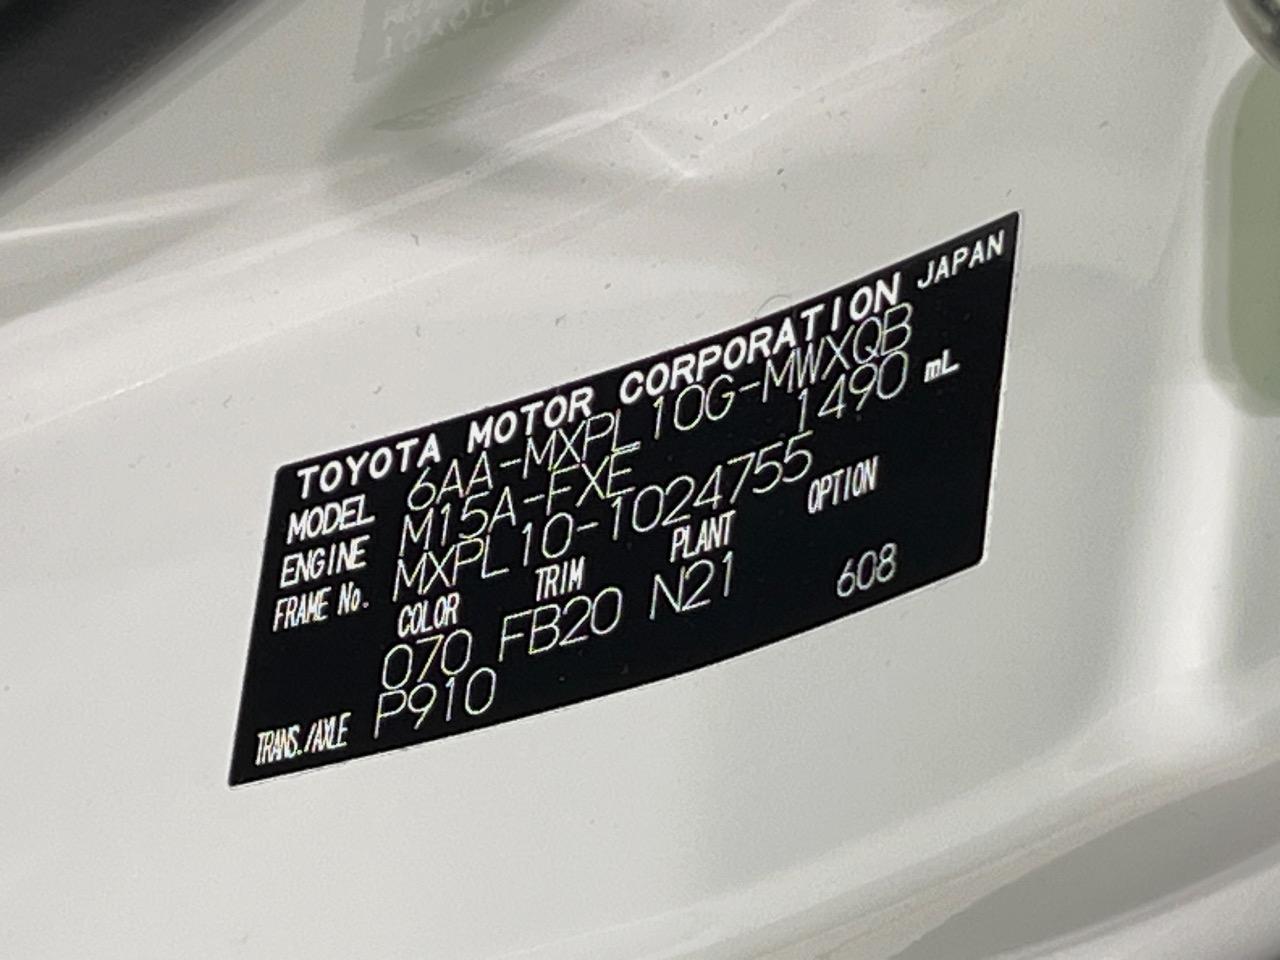 TOYOTA MOTOR CORPORATION JAPAN
MODEL 6AA-MXPL10G-MWXQB
ENGINE M15A-FXE 1490 mL
FRAME No. MXPL10-1024755
COLOR TRIM PLANT OPTION
070 FB20 N21 608
TRANS./AXLE P910